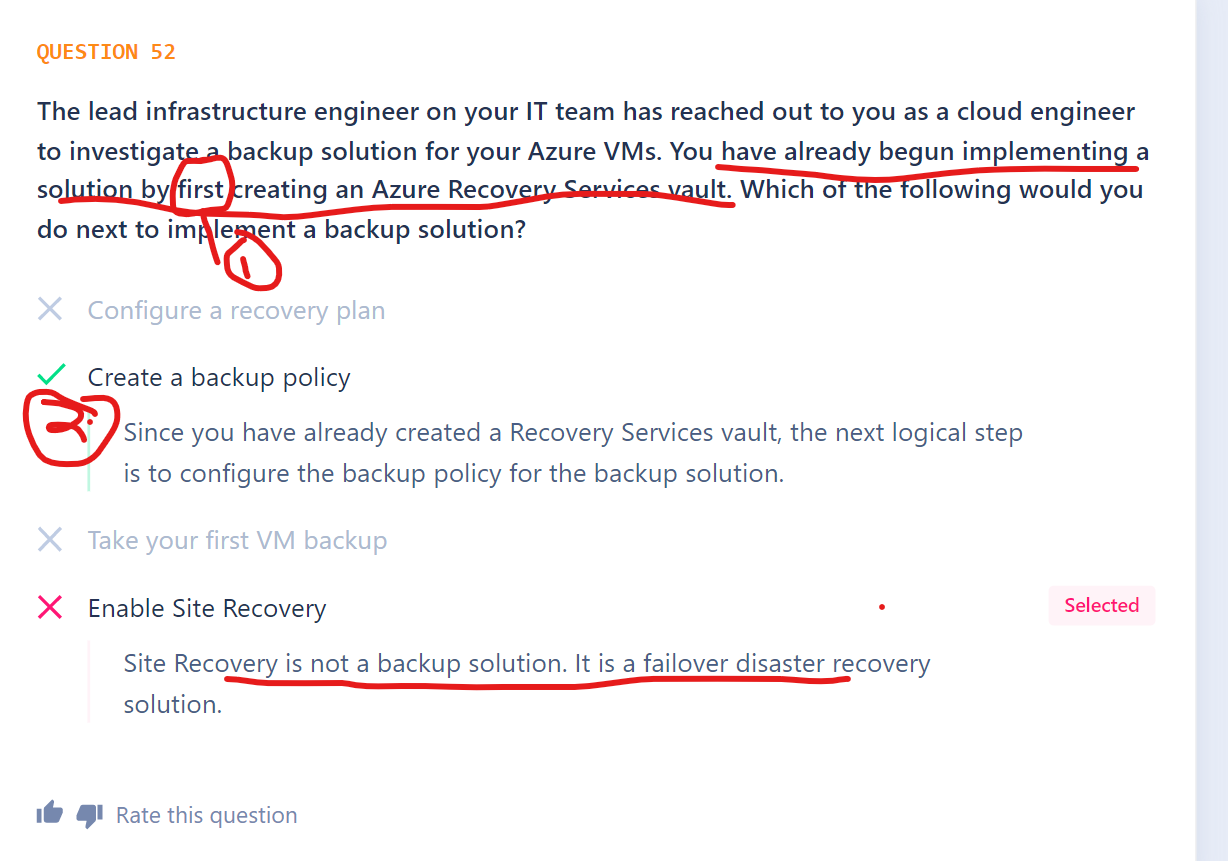 QUESTION 52
The lead infrastructure engineer on your IT team has reached out to you as a cloud engineer
to investigate a backup solution for your Azure VMs. You have already begun implementing a
solution by first creating an Azure Recovery Services vault. Which of the following would you
do next to implement a backup solution?
1
Configure a recovery plan
Create a backup policy
Since you have already created a Recovery Services vault, the next logical step
is to configure the backup policy for the backup solution.
Take your first VM backup
Enable Site Recovery
Selected
Site Recovery is not a backup solution. It is a failover disaster recovery
solution.
Rate this question